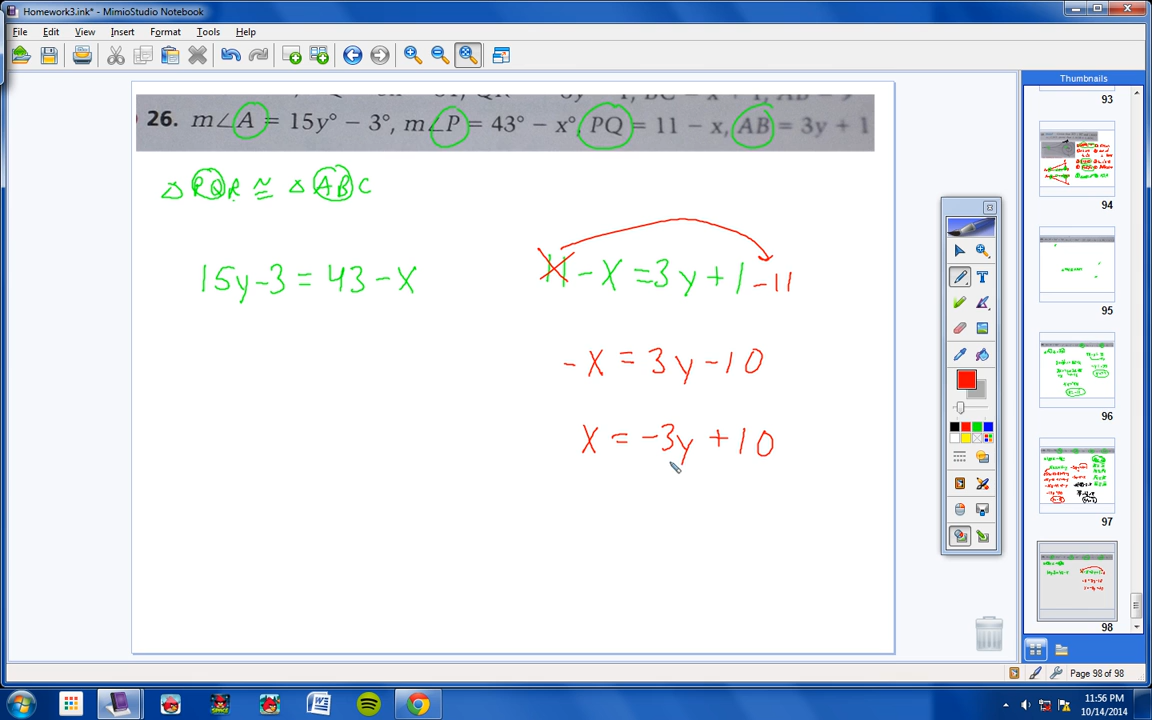 Homework3.ink* - MimioStudio Notebook
File Edit View Insert Format Tools Help
Thumbnails
93
26. m∠A = 15y° − 3°, m∠P = 43° − x°, PQ = 11 − x, AB = 3y + 1
△PQR ≅ △ABC
15y-3 = 43-X
11 - X = 3y + 1 -11
-X = 3y - 10
X = -3y + 10
94
95
96
97
98
Page 98 of 98
11:56 PM
10/14/2014